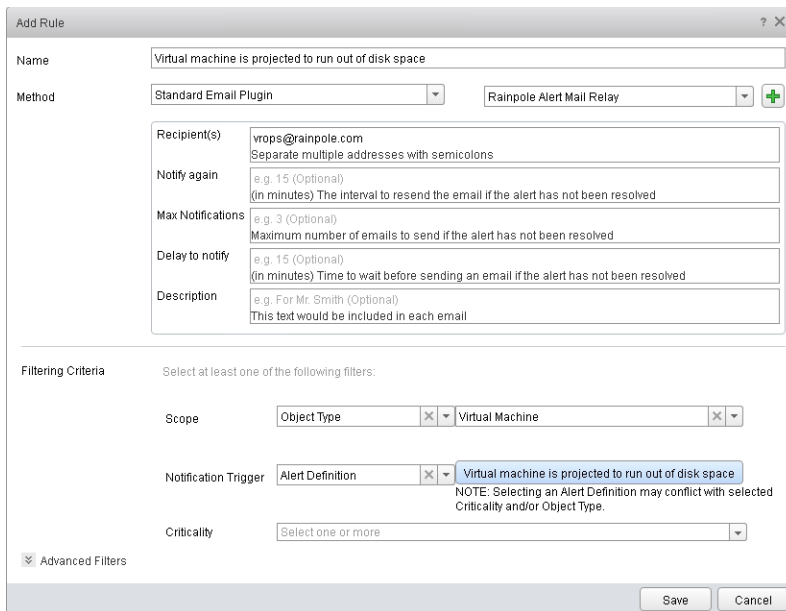 Add Rule ?
Name Virtual machine is projected to run out of disk space
Method Standard Email Plugin Rainpole Alert Mail Relay
Recipient(s) vrops@rainpole.com
Separate multiple addresses with semicolons
Notify again e.g. 15 (Optional)
(in minutes) The interval to resend the email if the alert has not been resolved
Max Notifications e.g. 3 (Optional)
Maximum number of emails to send if the alert has not been resolved
Delay to notify e.g. 15 (Optional)
(in minutes) Time to wait before sending an email if the alert has not been resolved
Description e.g. For Mr. Smith (Optional)
This text would be included in each email
Filtering Criteria Select at least one of the following filters:
Scope Object Type Virtual Machine
Notification Trigger Alert Definition Virtual machine is projected to run out of disk space
NOTE: Selecting an Alert Definition may conflict with selected
Criticality and/or Object Type.
Criticality Select one or more
Advanced Filters
Save Cancel